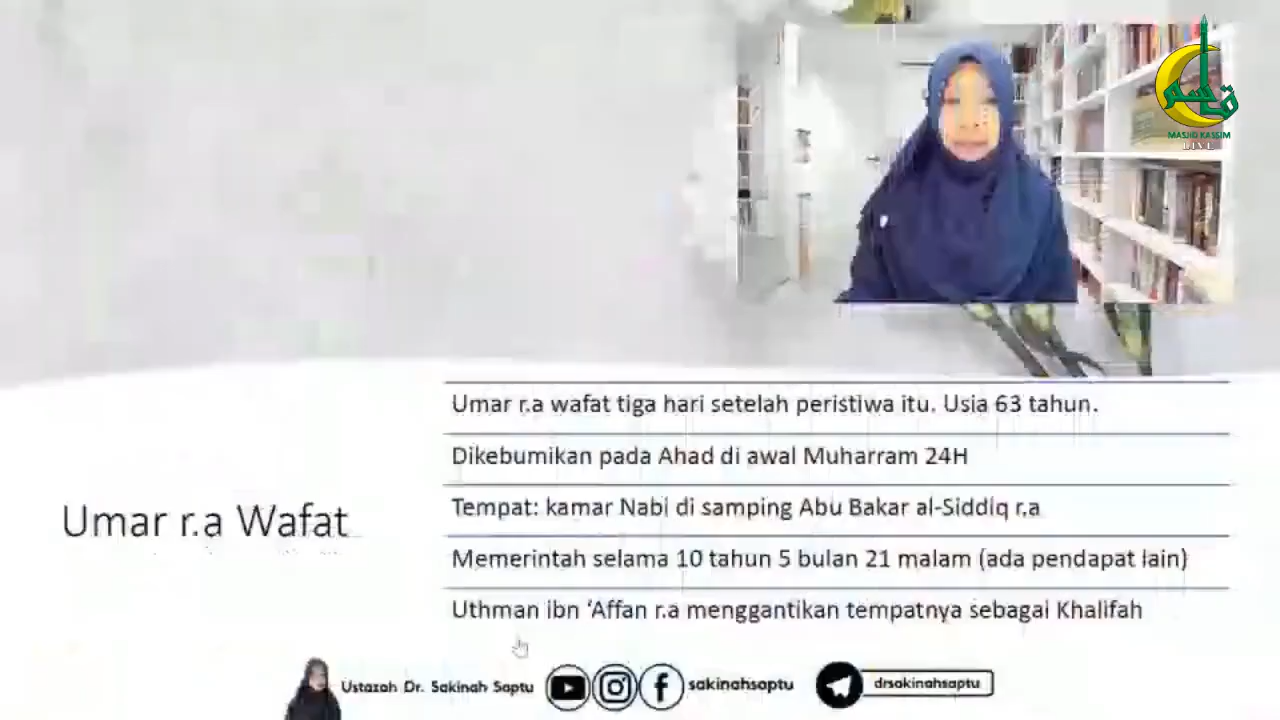 قاسم
MASJID KASSIM
LIVE
Umar r.a Wafat
Umar r.a wafat tiga hari setelah peristiwa itu. Usia 63 tahun.
Dikebumikan pada Ahad di awal Muharram 24H
Tempat: kamar Nabi di samping Abu Bakar al-Siddiq r.a
Memerintah selama 10 tahun 5 bulan 21 malam (ada pendapat lain)
Uthman ibn ‘Affan r.a menggantikan tempatnya sebagai Khalifah
Ustazah Dr. Sakinah Saptu
sakinahsaptu
drsakinahsaptu